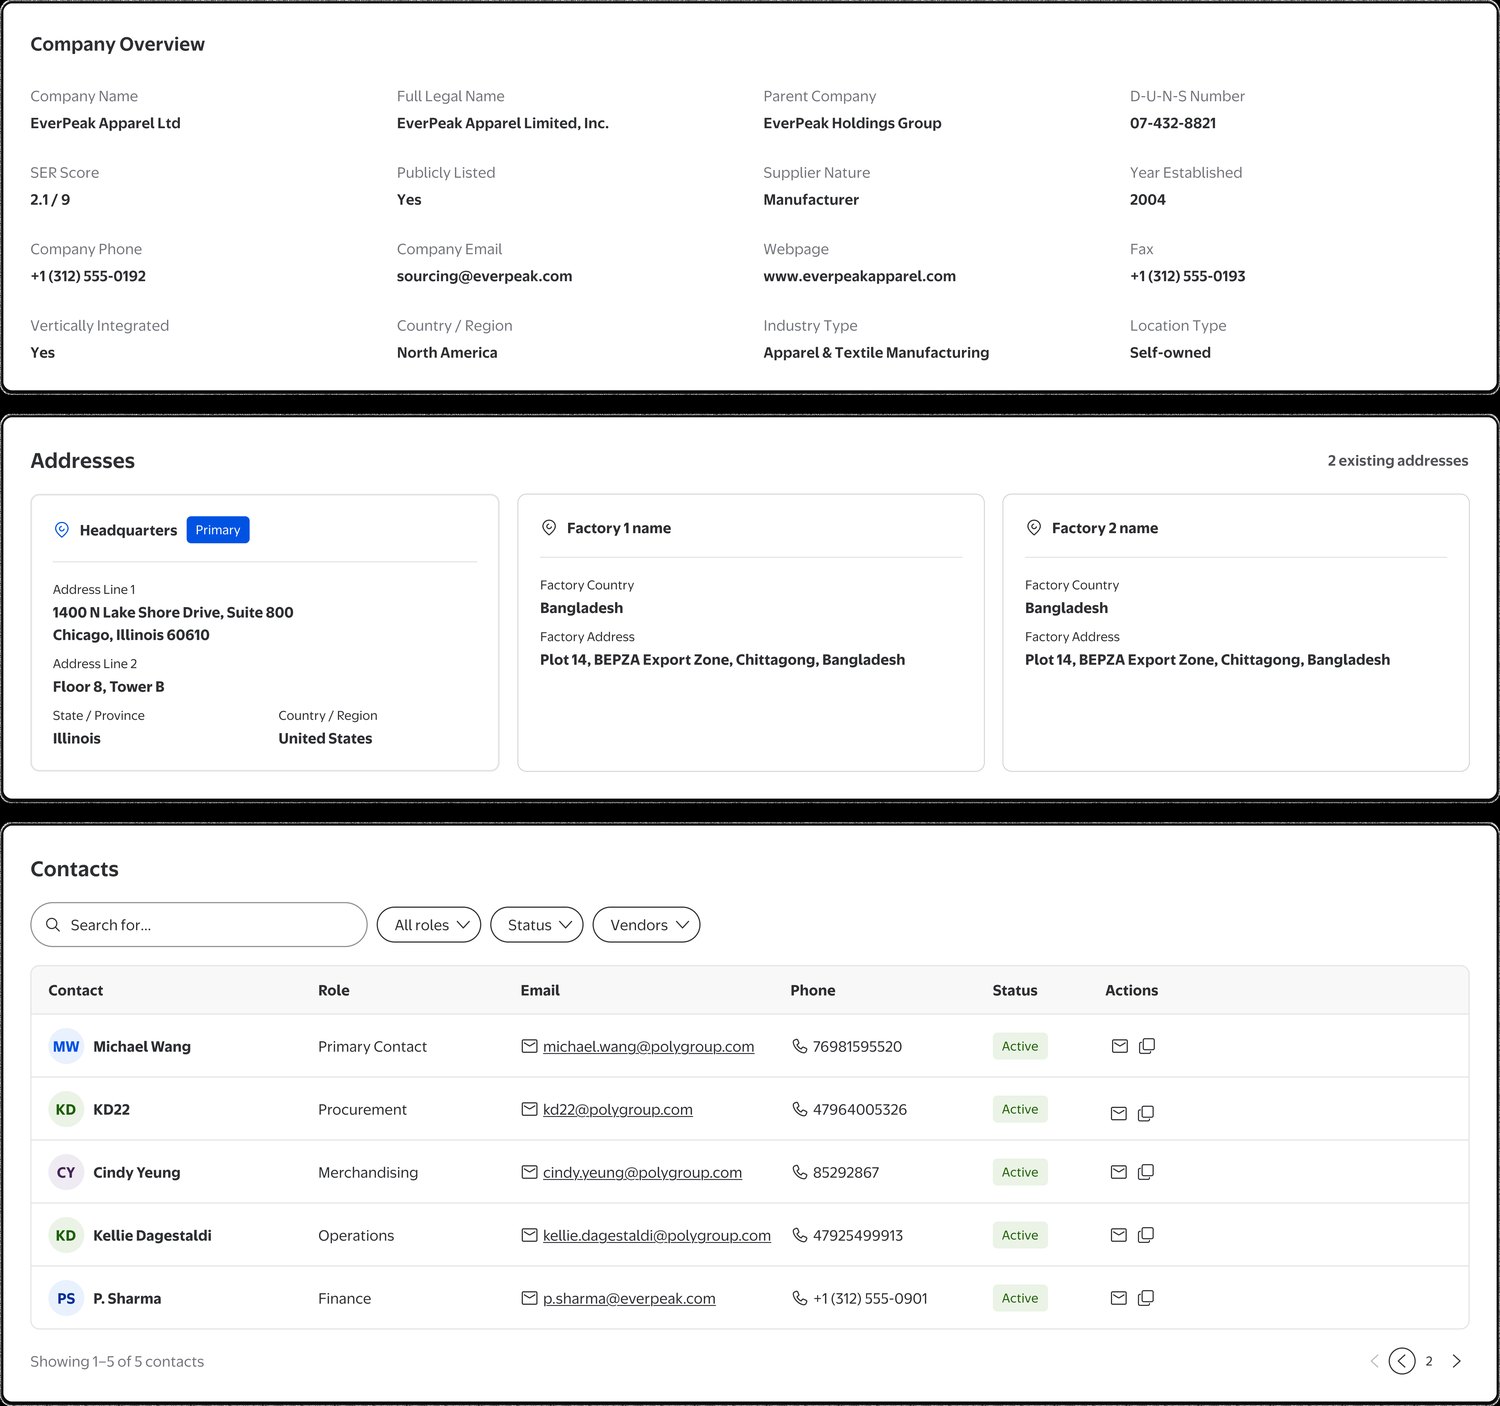 Company Overview
Company Name
EverPeak Apparel Ltd
Full Legal Name
EverPeak Apparel Limited, Inc.
Parent Company
EverPeak Holdings Group
D-U-N-S Number
07-432-8821
SER Score
2.1 / 9
Publicly Listed
Yes
Supplier Nature
Manufacturer
Year Established
2004
Company Phone
+1 (312) 555-0192
Company Email
sourcing@everpeak.com
Webpage
www.everpeakapparel.com
Fax
+1 (312) 555-0193
Vertically Integrated
Yes
Country / Region
North America
Industry Type
Apparel & Textile Manufacturing
Location Type
Self-owned
Addresses
2 existing addresses
Headquarters Primary
Address Line 1
1400 N Lake Shore Drive, Suite 800
Chicago, Illinois 60610
Address Line 2
Floor 8, Tower B
State / Province
Illinois
Country / Region
United States
Factory 1 name
Factory Country
Bangladesh
Factory Address
Plot 14, BEPZA Export Zone, Chittagong, Bangladesh
Factory 2 name
Factory Country
Bangladesh
Factory Address
Plot 14, BEPZA Export Zone, Chittagong, Bangladesh
Contacts
Search for... All roles Status Vendors
Contact Role Email Phone Status Actions
MW Michael Wang Primary Contact michael.wang@polygroup.com 76981595520 Active
KD KD22 Procurement kd22@polygroup.com 47964005326 Active
CY Cindy Yeung Merchandising cindy.yeung@polygroup.com 85292867 Active
KD Kellie Dagestaldi Operations kellie.dagestaldi@polygroup.com 47925499913 Active
PS P. Sharma Finance p.sharma@everpeak.com +1 (312) 555-0901 Active
Showing 1–5 of 5 contacts 2